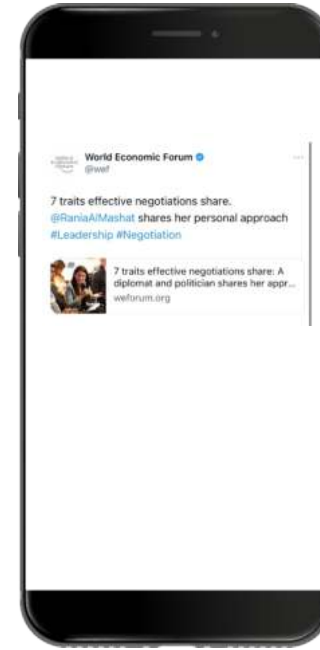 World Economic Forum
@wef
7 traits effective negotiations share.
@RaniaAlMashat shares her personal approach
#Leadership #Negotiation
7 traits effective negotiations share: A
diplomat and politician shares her appr...
weforum.org